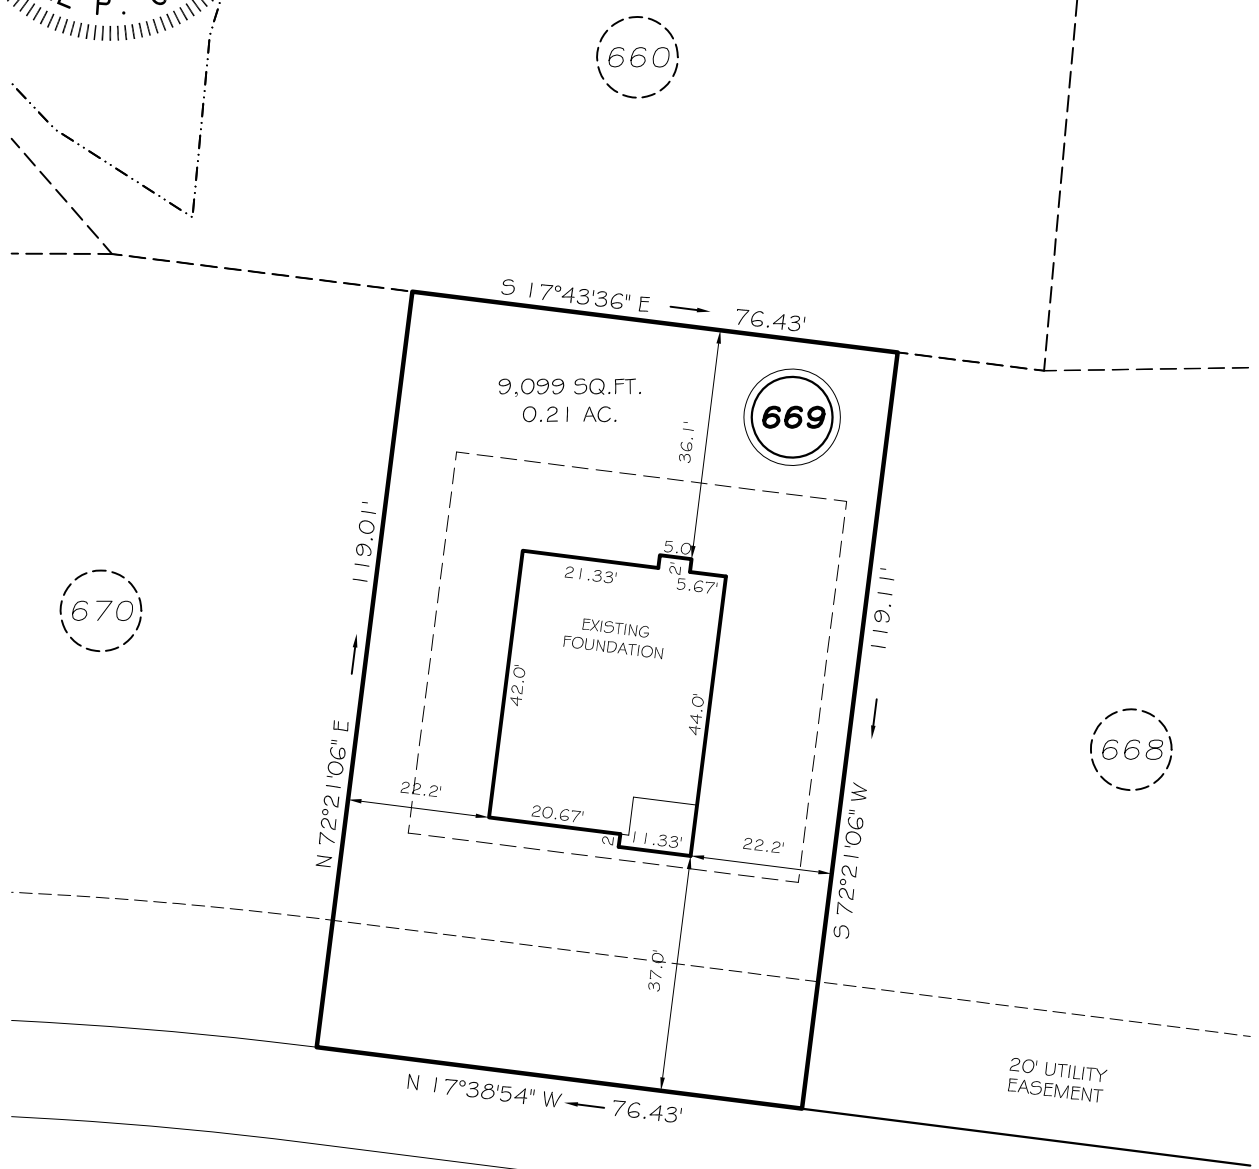 P.
660
S 17°43'36" E
76.43'
9,099 SQ.FT.
0.21 AC.
669
36.1'
119.01'
5.0
2'
21.33'
5.67'
119.11'
670
EXISTING
FOUNDATION
42.0'
44.0'
668
N 72°21'06" E
22.2'
20.67'
2'
11.33'
22.2'
S 72°21'06" W
37.0'
20' UTILITY
EASEMENT
N 17°38'54" W
76.43'